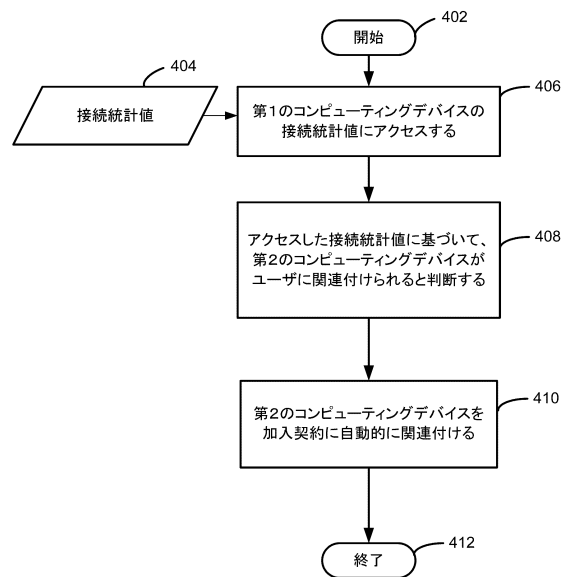 402
開始
404
接続統計値
406
第1のコンピューティングデバイスの
接続統計値にアクセスする
408
アクセスした接続統計値に基づいて、
第2のコンピューティングデバイスが
ユーザに関連付けられると判断する
410
第2のコンピューティングデバイスを
加入契約に自動的に関連付ける
412
終了